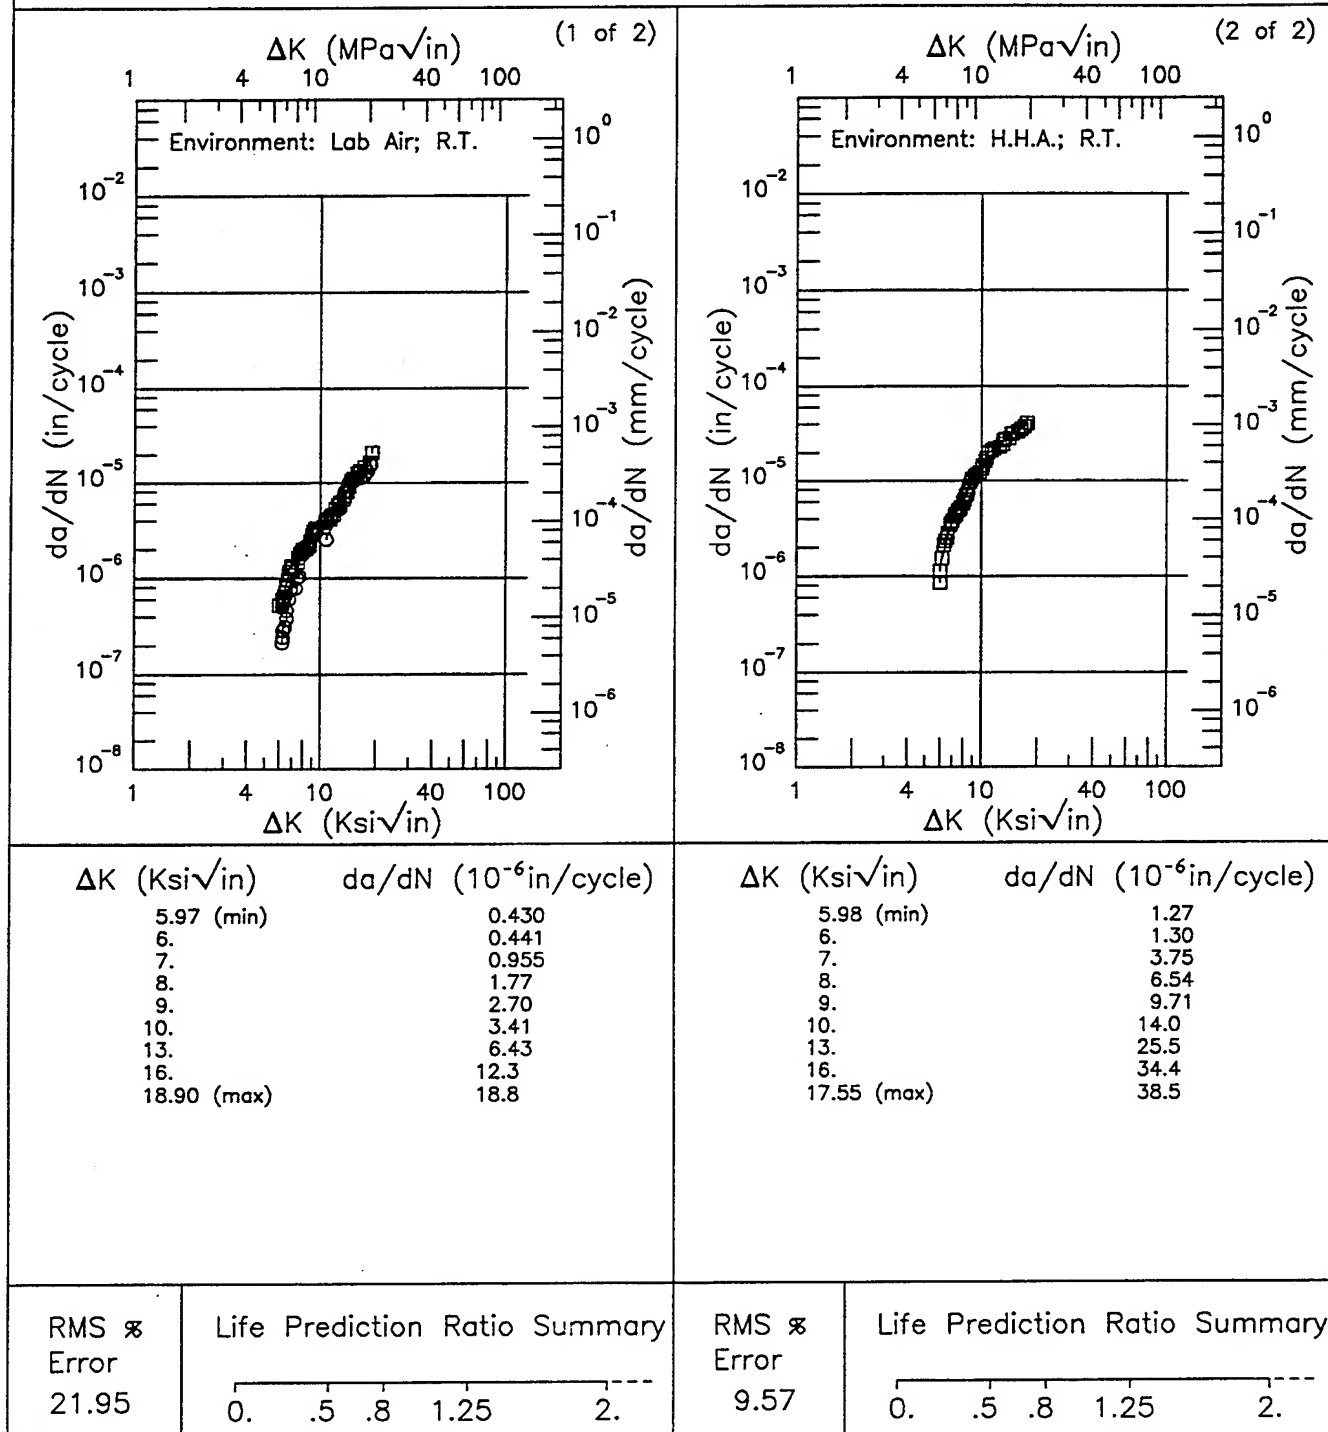 (1 of 2)
ΔK (MPa√in)
1 4 10 40 100
Environment: Lab Air; R.T.
da/dN (in/cycle)
10⁻²
10⁻³
10⁻⁴
10⁻⁵
10⁻⁶
10⁻⁷
10⁻⁸
da/dN (mm/cycle)
10⁰
10⁻¹
10⁻²
10⁻³
10⁻⁴
10⁻⁵
10⁻⁶
1 4 10 40 100
ΔK (Ksi√in)
ΔK (Ksi√in) da/dN (10⁻⁶in/cycle)
5.97 (min) 0.430
6. 0.441
7. 0.955
8. 1.77
9. 2.70
10. 3.41
13. 6.43
16. 12.3
18.90 (max) 18.8
RMS % Life Prediction Ratio Summary
Error
21.95
0. .5 .8 1.25 2.
(2 of 2)
ΔK (MPa√in)
1 4 10 40 100
Environment: H.H.A.; R.T.
da/dN (in/cycle)
10⁻²
10⁻³
10⁻⁴
10⁻⁵
10⁻⁶
10⁻⁷
10⁻⁸
da/dN (mm/cycle)
10⁰
10⁻¹
10⁻²
10⁻³
10⁻⁴
10⁻⁵
10⁻⁶
1 4 10 40 100
ΔK (Ksi√in)
ΔK (Ksi√in) da/dN (10⁻⁶in/cycle)
5.98 (min) 1.27
6. 1.30
7. 3.75
8. 6.54
9. 9.71
10. 14.0
13. 25.5
16. 34.4
17.55 (max) 38.5
RMS % Life Prediction Ratio Summary
Error
9.57
0. .5 .8 1.25 2.